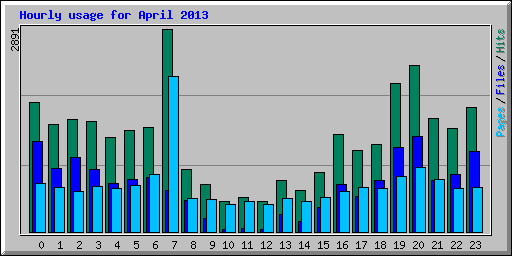 Hourly usage for April 2013
2891
Pages/Files/Hits
0 1 2 3 4 5 6 7 8 9 10 11 12 13 14 15 16 17 18 19 20 21 22 23